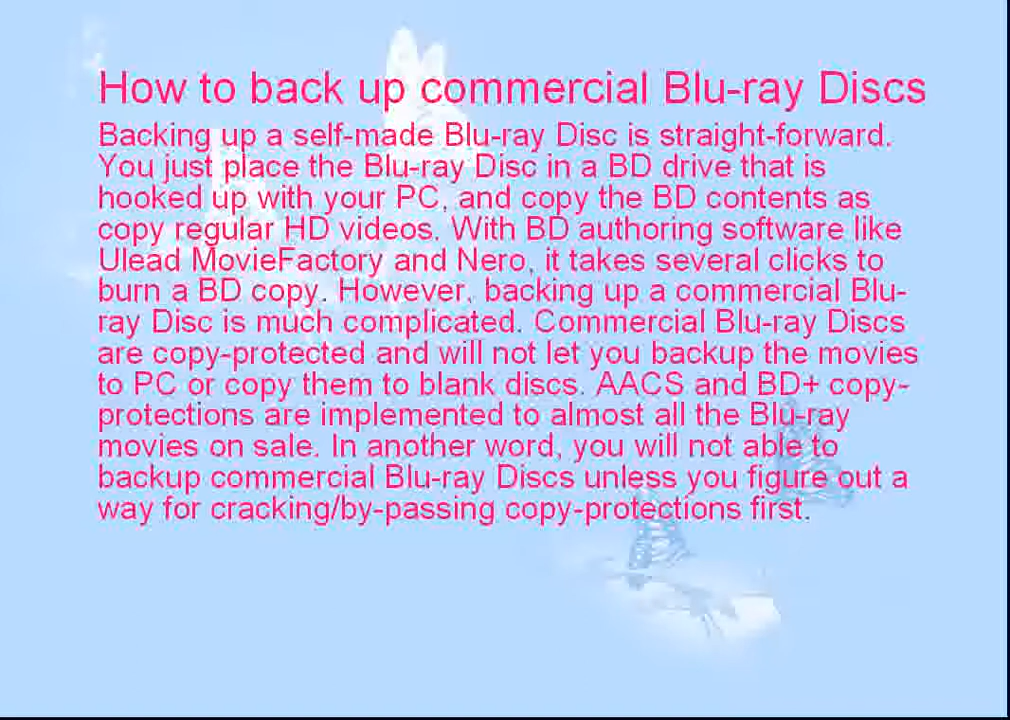 How to back up commercial Blu-ray Discs
Backing up a self-made Blu-ray Disc is straight-forward.
You just place the Blu-ray Disc in a BD drive that is
hooked up with your PC, and copy the BD contents as
copy regular HD videos. With BD authoring software like
Ulead MovieFactory and Nero, it takes several clicks to
burn a BD copy. However, backing up a commercial Blu-
ray Disc is much complicated. Commercial Blu-ray Discs
are copy-protected and will not let you backup the movies
to PC or copy them to blank discs. AACS and BD+ copy-
protections are implemented to almost all the Blu-ray
movies on sale. In another word, you will not able to
backup commercial Blu-ray Discs unless you figure out a
way for cracking/by-passing copy-protections first.